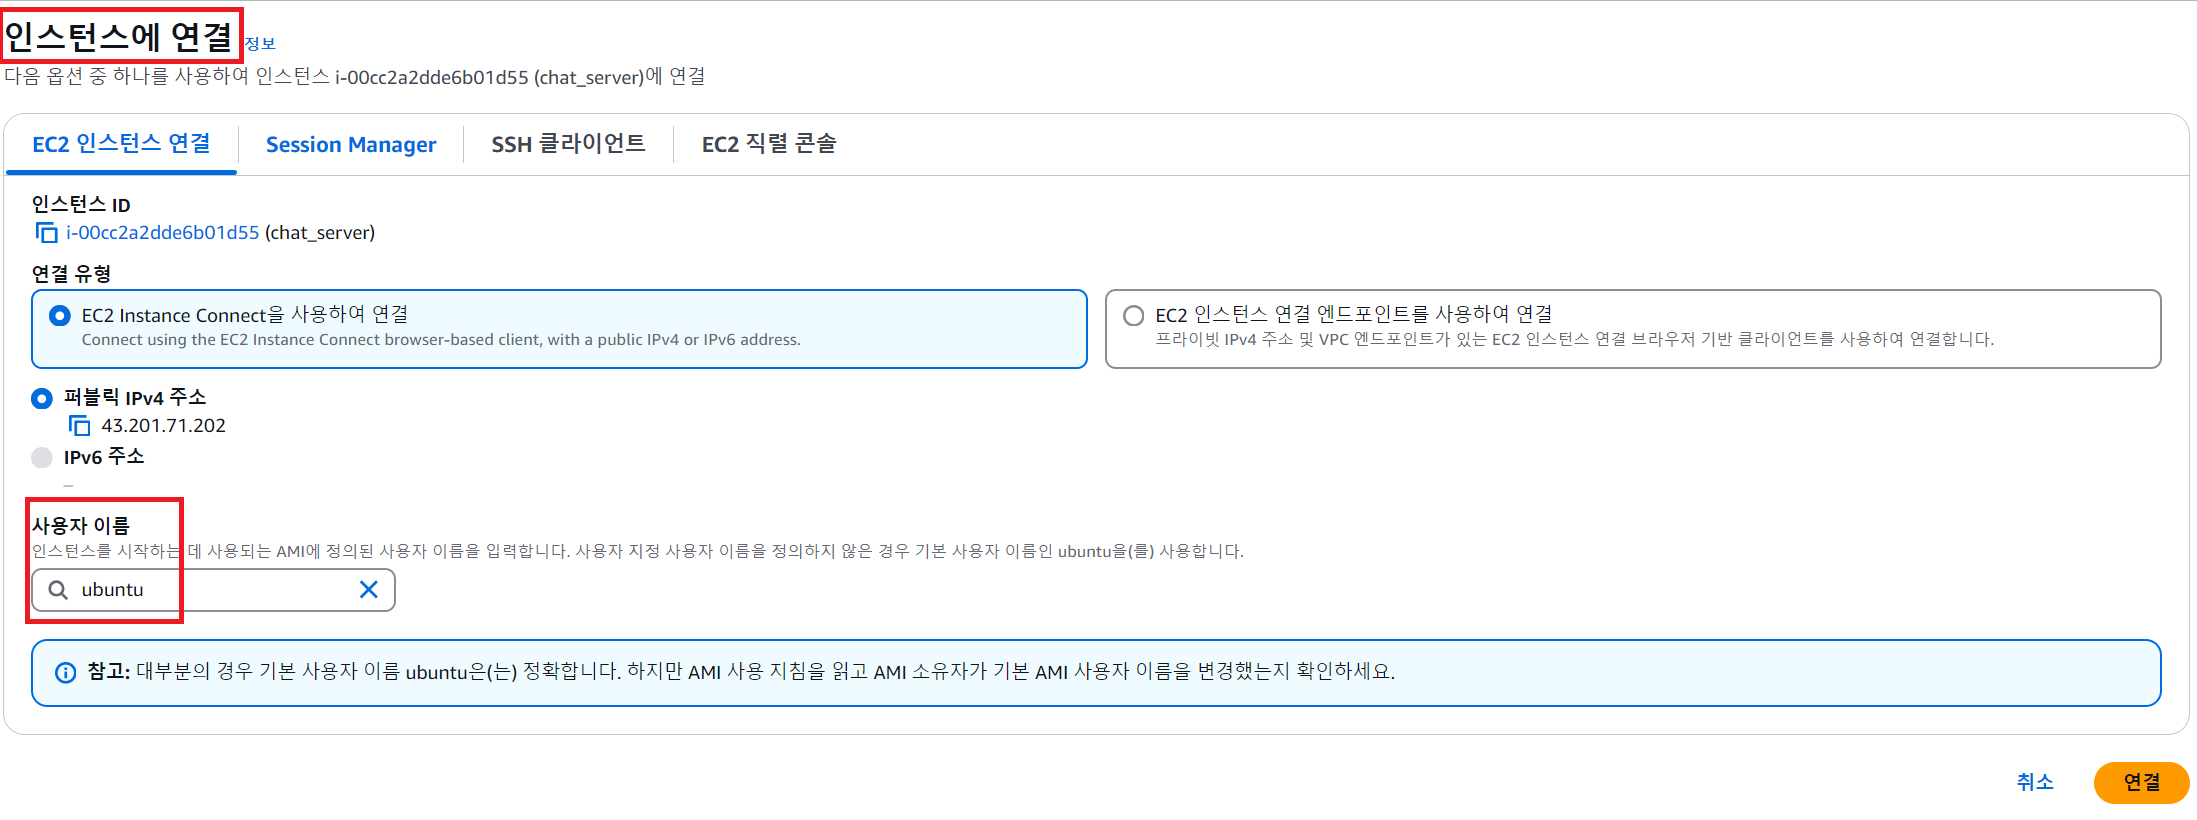 인스턴스에 연결 정보
다음 옵션 중 하나를 사용하여 인스턴스 i-00cc2a2dde6b01d55 (chat_server)에 연결
EC2 인스턴스 연결
Session Manager
SSH 클라이언트
EC2 직렬 콘솔
인스턴스 ID
i-00cc2a2dde6b01d55 (chat_server)
연결 유형
EC2 Instance Connect을 사용하여 연결
Connect using the EC2 Instance Connect browser-based client, with a public IPv4 or IPv6 address.
EC2 인스턴스 연결 엔드포인트를 사용하여 연결
프라이빗 IPv4 주소 및 VPC 엔드포인트가 있는 EC2 인스턴스 연결 브라우저 기반 클라이언트를 사용하여 연결합니다.
퍼블릭 IPv4 주소
43.201.71.202
IPv6 주소
–
사용자 이름
인스턴스를 시작하는 데 사용되는 AMI에 정의된 사용자 이름을 입력합니다. 사용자 지정 사용자 이름을 정의하지 않은 경우 기본 사용자 이름인 ubuntu을(를) 사용합니다.
ubuntu
참고: 대부분의 경우 기본 사용자 이름 ubuntu은(는) 정확합니다. 하지만 AMI 사용 지침을 읽고 AMI 소유자가 기본 AMI 사용자 이름을 변경했는지 확인하세요.
취소
연결